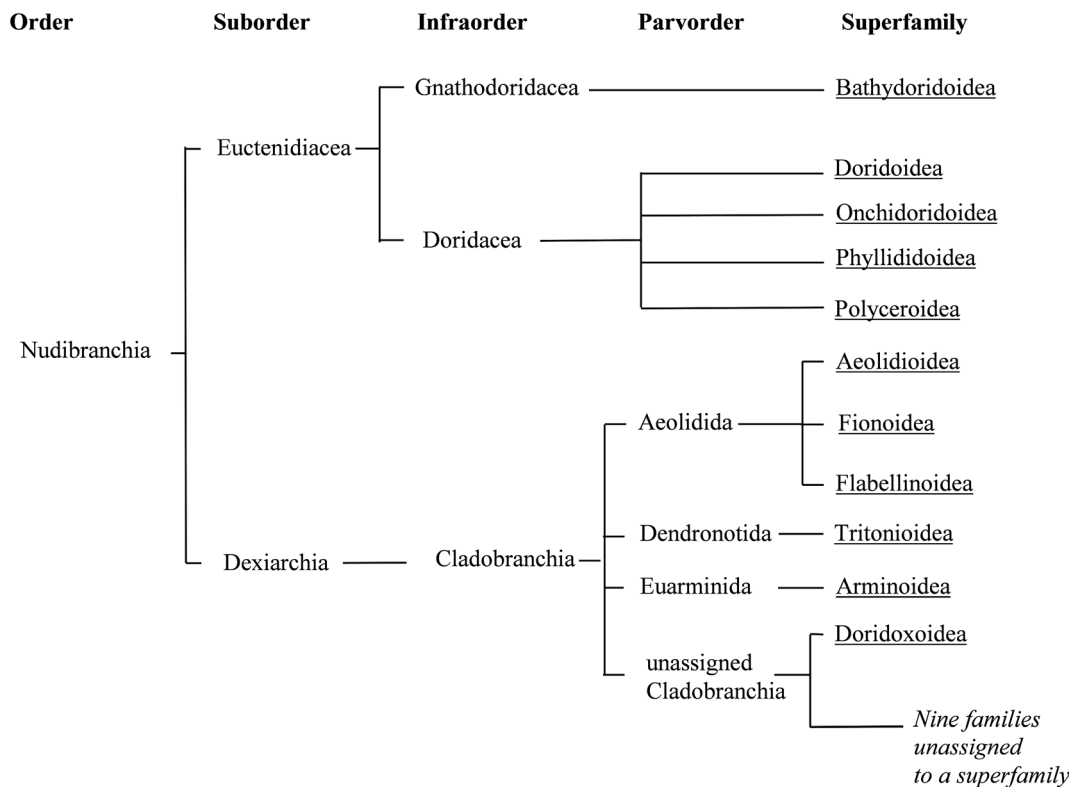 Order Suborder Infraorder Parvorder Superfamily
Gnathodoridacea Bathydoridoidea
Euctenidiacea
Doridoidea
Onchidoridoidea
Doridacea
Phyllididoidea
Polyceroidea
Nudibranchia
Aeolidioidea
Aeolidida Fionoidea
Flabellinoidea
Dendronotida Tritonioidea
Dexiarchia Cladobranchia
Euarminida Arminoidea
Doridoxoidea
unassigned
Cladobranchia
Nine families
unassigned
to a superfamily